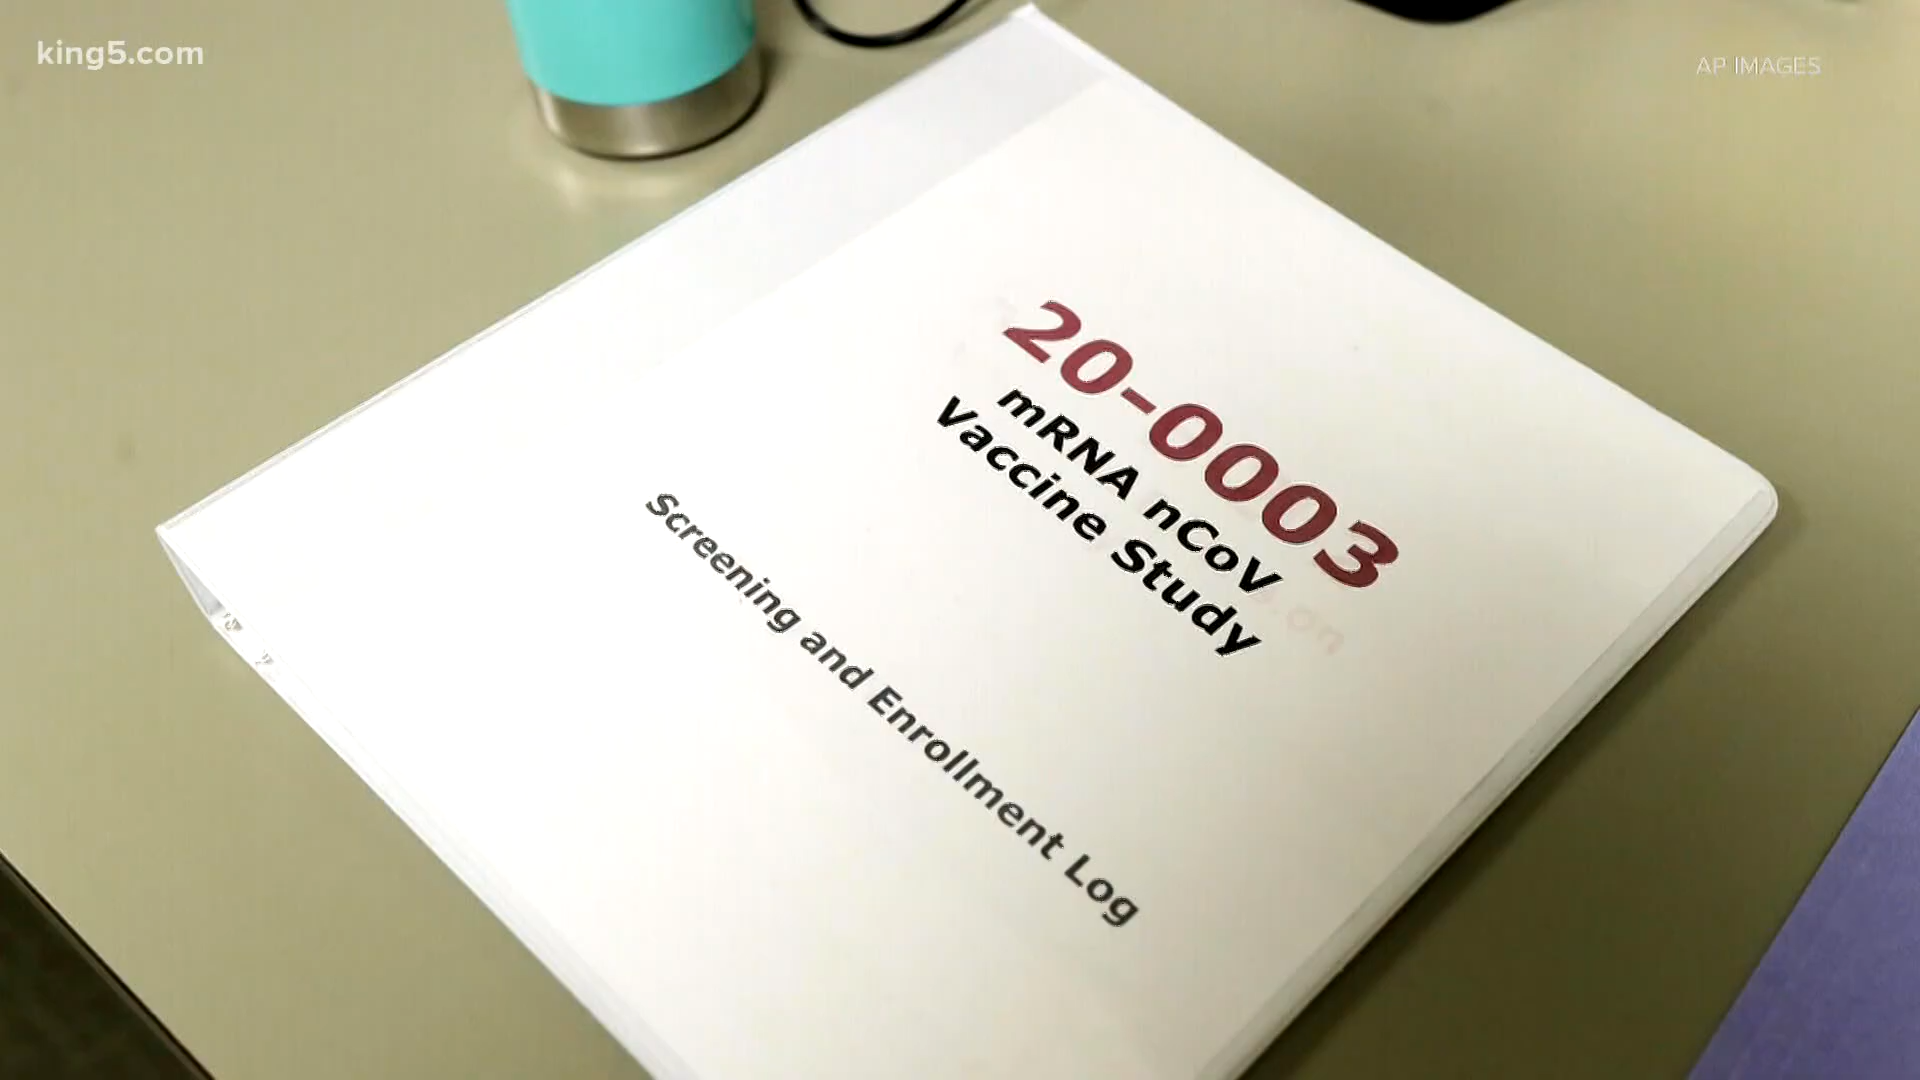 king5.com
AP IMAGES
20-0003
mRNA nCoV
Vaccine Study
Screening and Enrollment Log